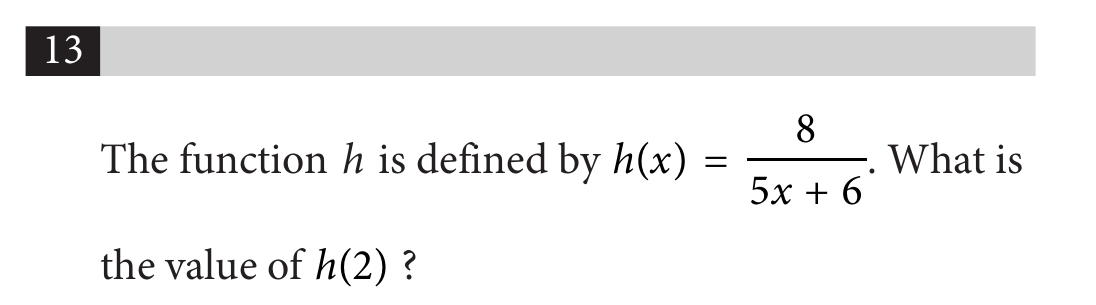 13
The function h is defined by h(x) = 8/(5x + 6). What is
the value of h(2) ?